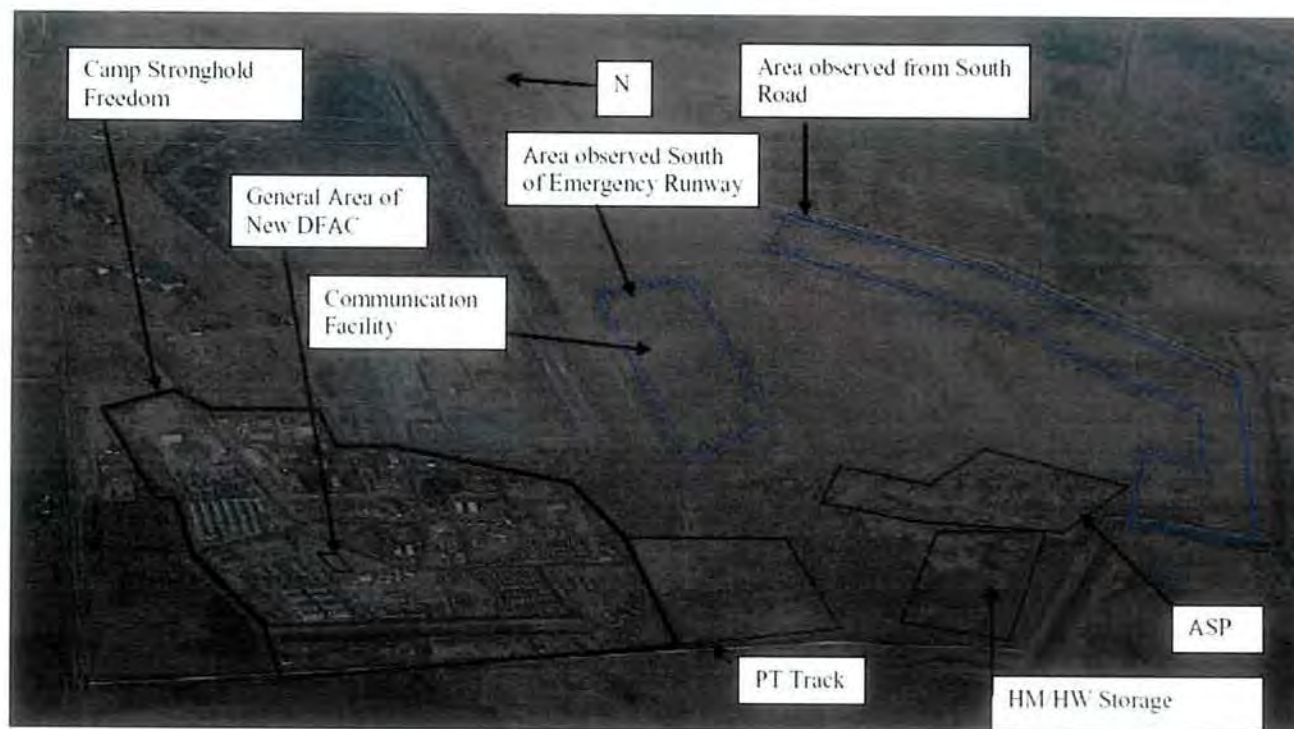 Camp Stronghold
Freedom
N
Area observed from South
Road
Area observed South
of Emergency Runway
General Area of
New DFAC
Communication
Facility
ASP
PT Track
HM/HW Storage